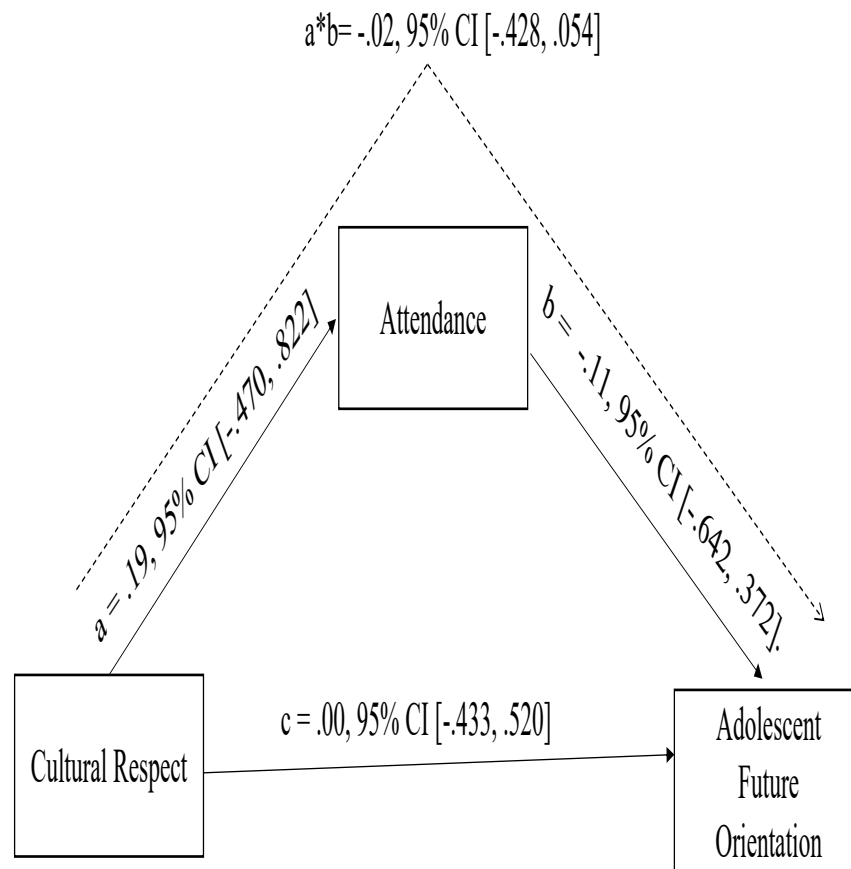 a*b= -.02, 95% CI [-.428, .054]
Attendance
a = .19, 95% CI [-.470, .822]
b = -.11, 95% CI [-.642, .372].
c = .00, 95% CI [-.433, .520]
Cultural Respect
Adolescent
Future
Orientation